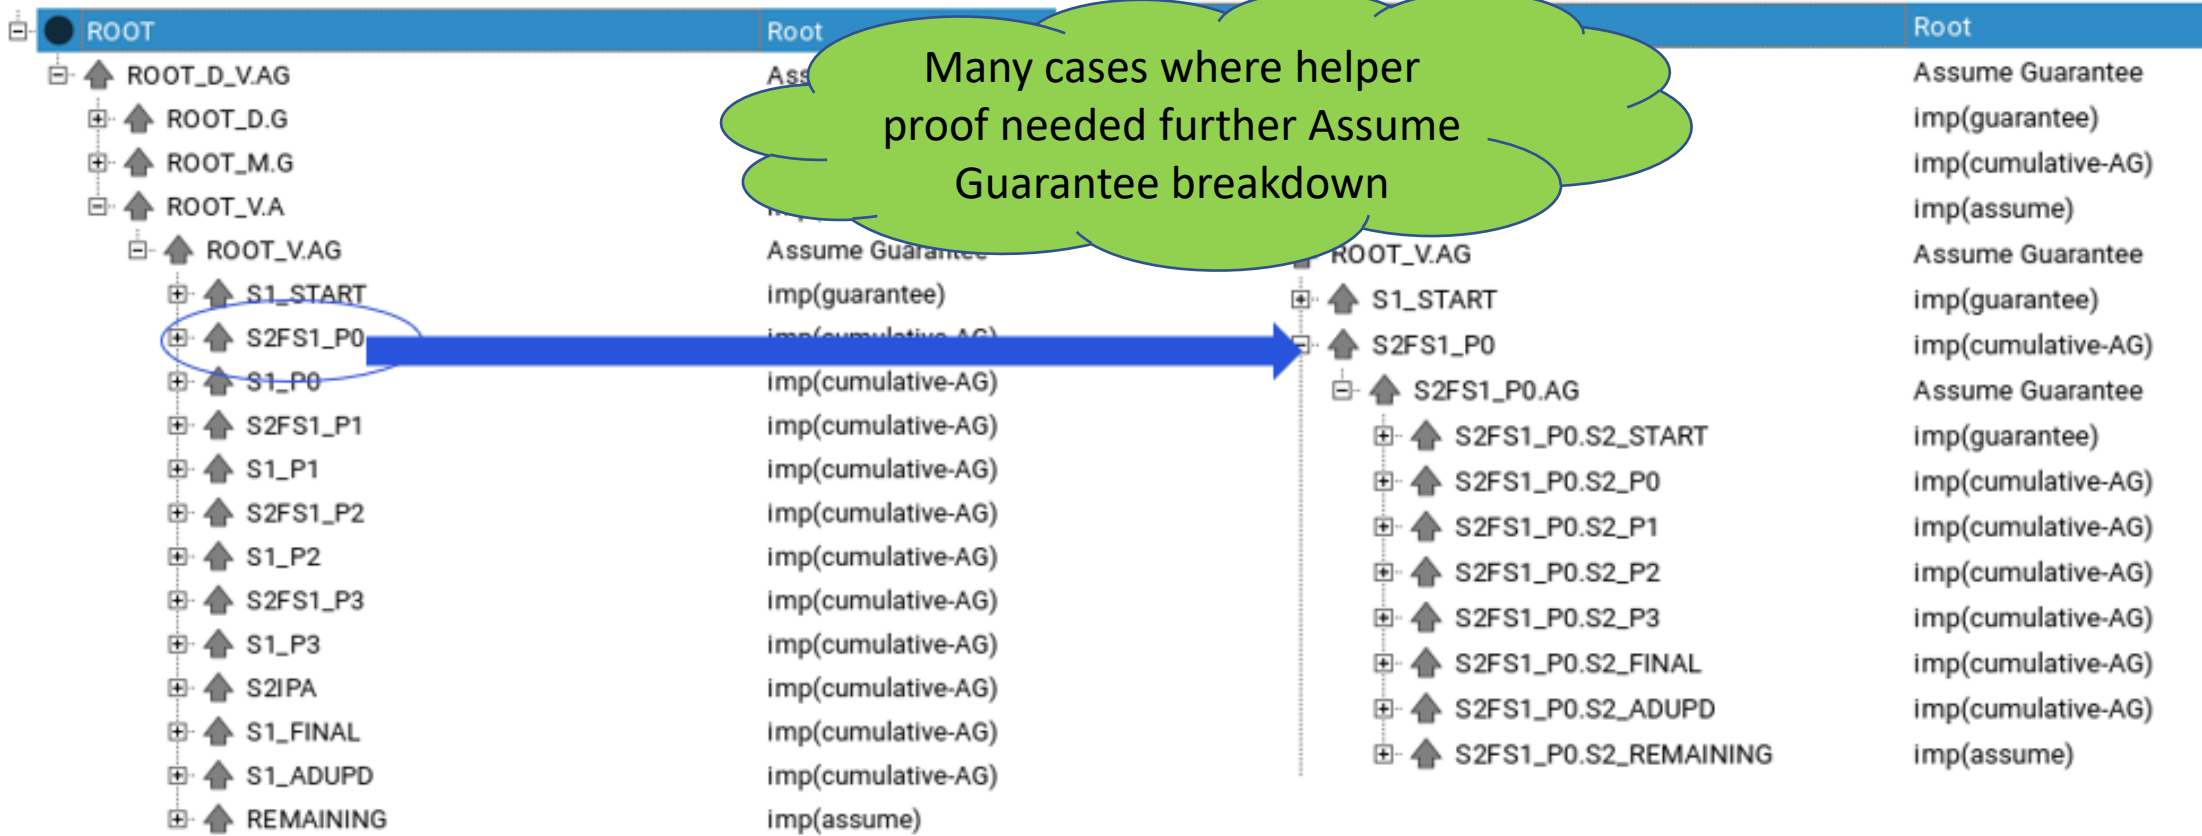 ROOT Root
ROOT_D_V.AG Ass
ROOT_D.G
ROOT_M.G
ROOT_V.A
ROOT_V.AG Assume Guarantee
S1_START imp(guarantee)
S2FS1_P0 imp(cumulative-AG)
S1_P0 imp(cumulative-AG)
S2FS1_P1 imp(cumulative-AG)
S1_P1 imp(cumulative-AG)
S2FS1_P2 imp(cumulative-AG)
S1_P2 imp(cumulative-AG)
S2FS1_P3 imp(cumulative-AG)
S1_P3 imp(cumulative-AG)
S2IPA imp(cumulative-AG)
S1_FINAL imp(cumulative-AG)
S1_ADUPD imp(cumulative-AG)
REMAINING imp(assume)
Many cases where helper
proof needed further Assume
Guarantee breakdown
Root
Assume Guarantee
imp(guarantee)
imp(cumulative-AG)
imp(assume)
ROOT_V.AG Assume Guarantee
S1_START imp(guarantee)
S2FS1_P0 imp(cumulative-AG)
S2FS1_P0.AG Assume Guarantee
S2FS1_P0.S2_START imp(guarantee)
S2FS1_P0.S2_P0 imp(cumulative-AG)
S2FS1_P0.S2_P1 imp(cumulative-AG)
S2FS1_P0.S2_P2 imp(cumulative-AG)
S2FS1_P0.S2_P3 imp(cumulative-AG)
S2FS1_P0.S2_FINAL imp(cumulative-AG)
S2FS1_P0.S2_ADUPD imp(cumulative-AG)
S2FS1_P0.S2_REMAINING imp(assume)